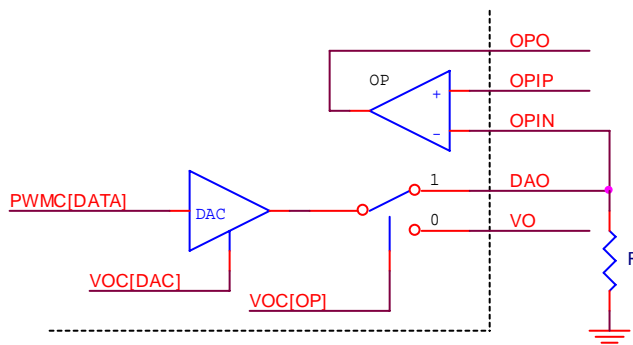 OPO
OP
OPIP
+
OPIN
-
1
DAO
PWMC[DATA]
DAC
0
VO
R
VOC[DAC]
VOC[OP]